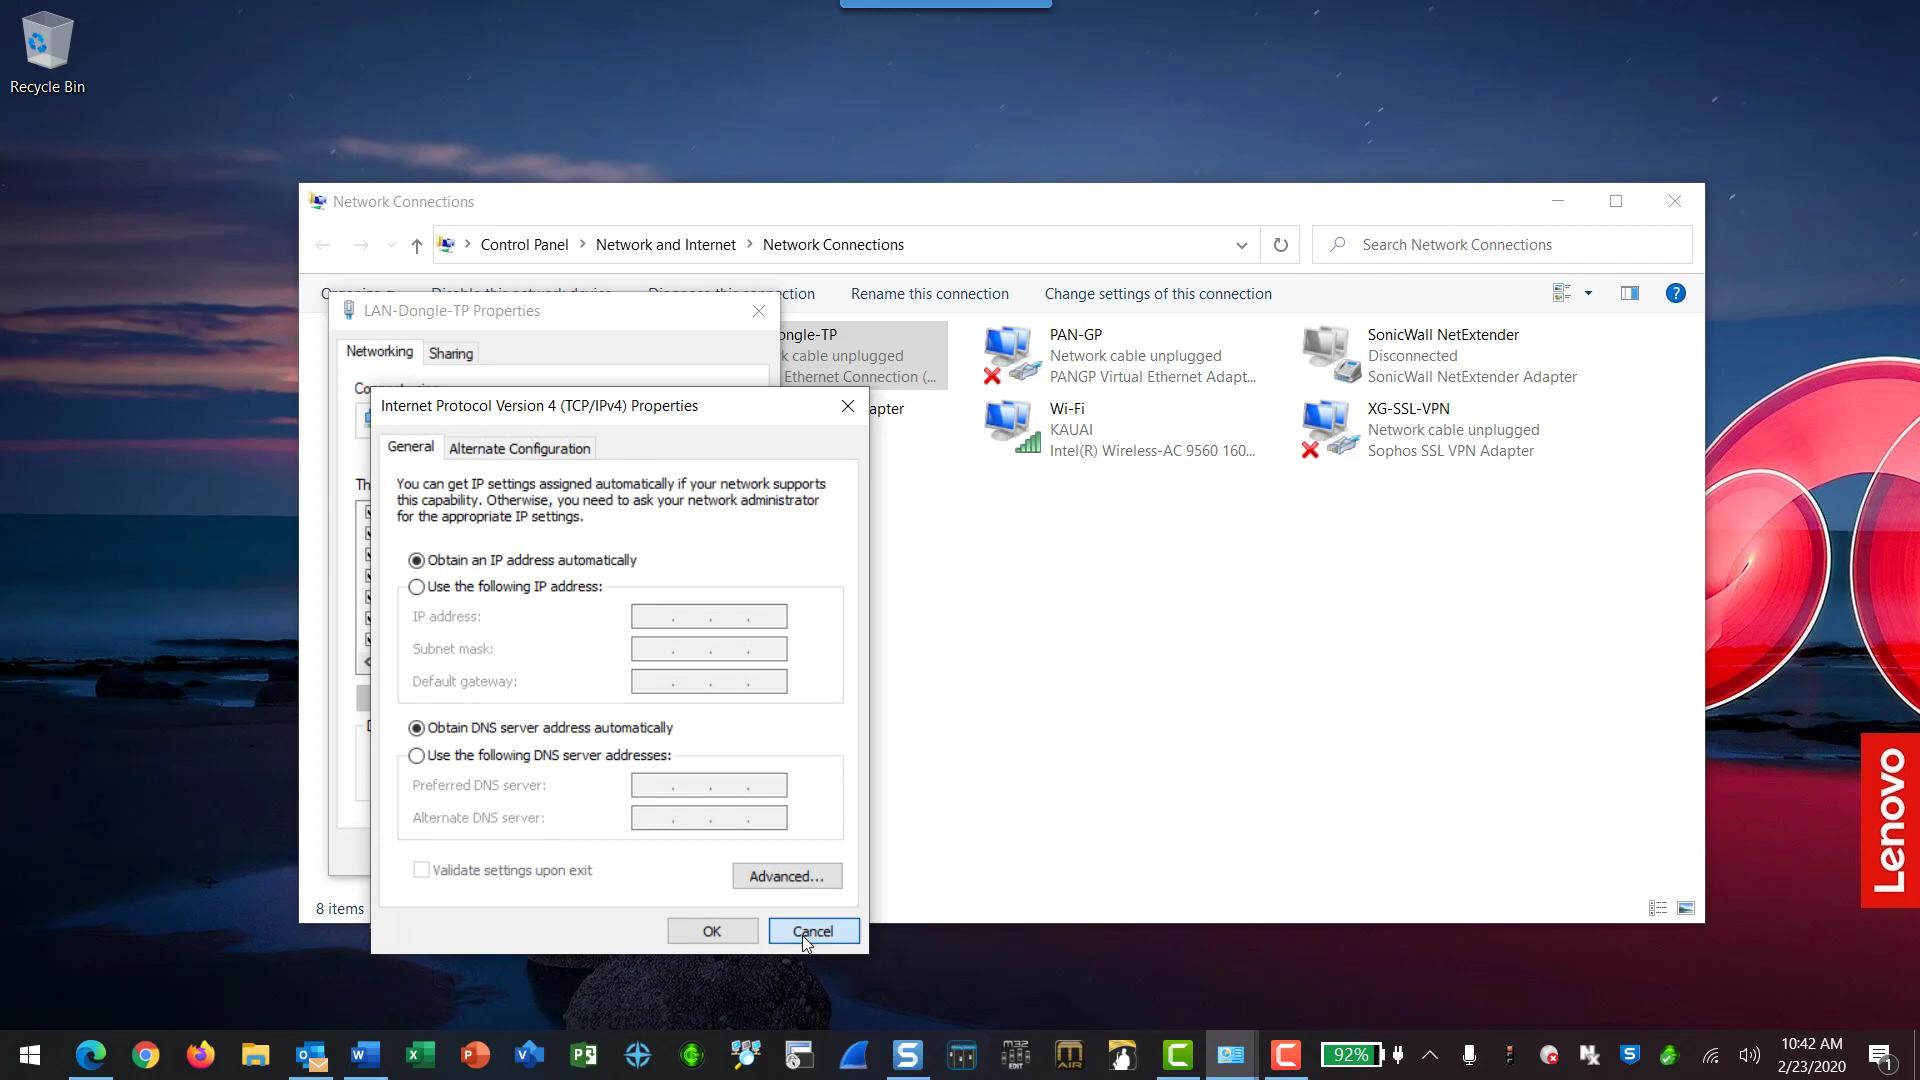 Recycle Bin
Network Connections
Control Panel
Network and Internet
Network Connections
Search Network Connections
Rename this connection
Change settings of this connection
LAN-Dongle-TP Properties
Networking
Sharing
ongle-TP
k cable unplugged
Ethernet Connection (...
PAN-GP
Network cable unplugged
PANGP Virtual Ethernet Adapt...
SonicWall NetExtender
Disconnected
SonicWall NetExtender Adapter
apter
Wi-Fi
KAUAI
Intel(R) Wireless-AC 9560 160...
XG-SSL-VPN
Network cable unplugged
Sophos SSL VPN Adapter
Internet Protocol Version 4 (TCP/IPv4) Properties
General
Alternate Configuration
You can get IP settings assigned automatically if your network supports
this capability. Otherwise, you need to ask your network administrator
for the appropriate IP settings.
Obtain an IP address automatically
Use the following IP address:
IP address:
Subnet mask:
Default gateway:
Obtain DNS server address automatically
Use the following DNS server addresses:
Preferred DNS server:
Alternate DNS server:
Validate settings upon exit
Advanced...
OK
Cancel
8 items
Lenovo
M32
EDIT
AIR
92%
10:42 AM
2/23/2020
1